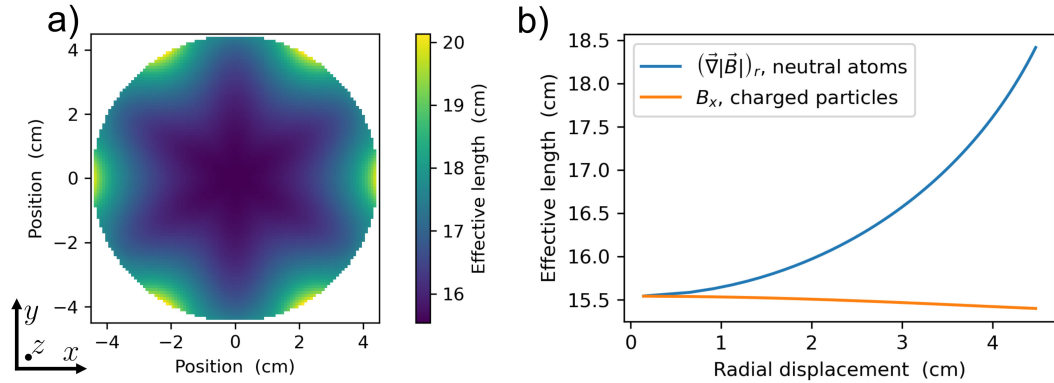 a)
4
2
0
−2
−4
Position (cm)
−4 −2 0 2 4
Position (cm)
y
z
x
20
19
18
17
16
Effective length (cm)
b)
18.5
18.0
17.5
17.0
16.5
16.0
15.5
Effective length (cm)
(∇⃗|B⃗|)ᵣ, neutral atoms
Bₓ, charged particles
0 1 2 3 4
Radial displacement (cm)